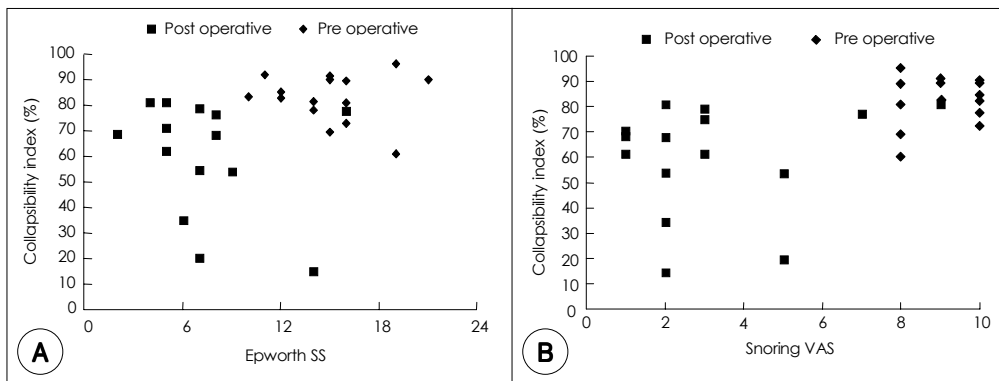 Post operative Pre operative
Collapsibility index (%)
100
90
80
70
60
50
40
30
20
10
0
0 6 12 18 24
Epworth SS
A
Post operative Pre operative
Collapsibility index (%)
100
90
80
70
60
50
40
30
20
10
0
0 2 4 6 8 10
Snoring VAS
B